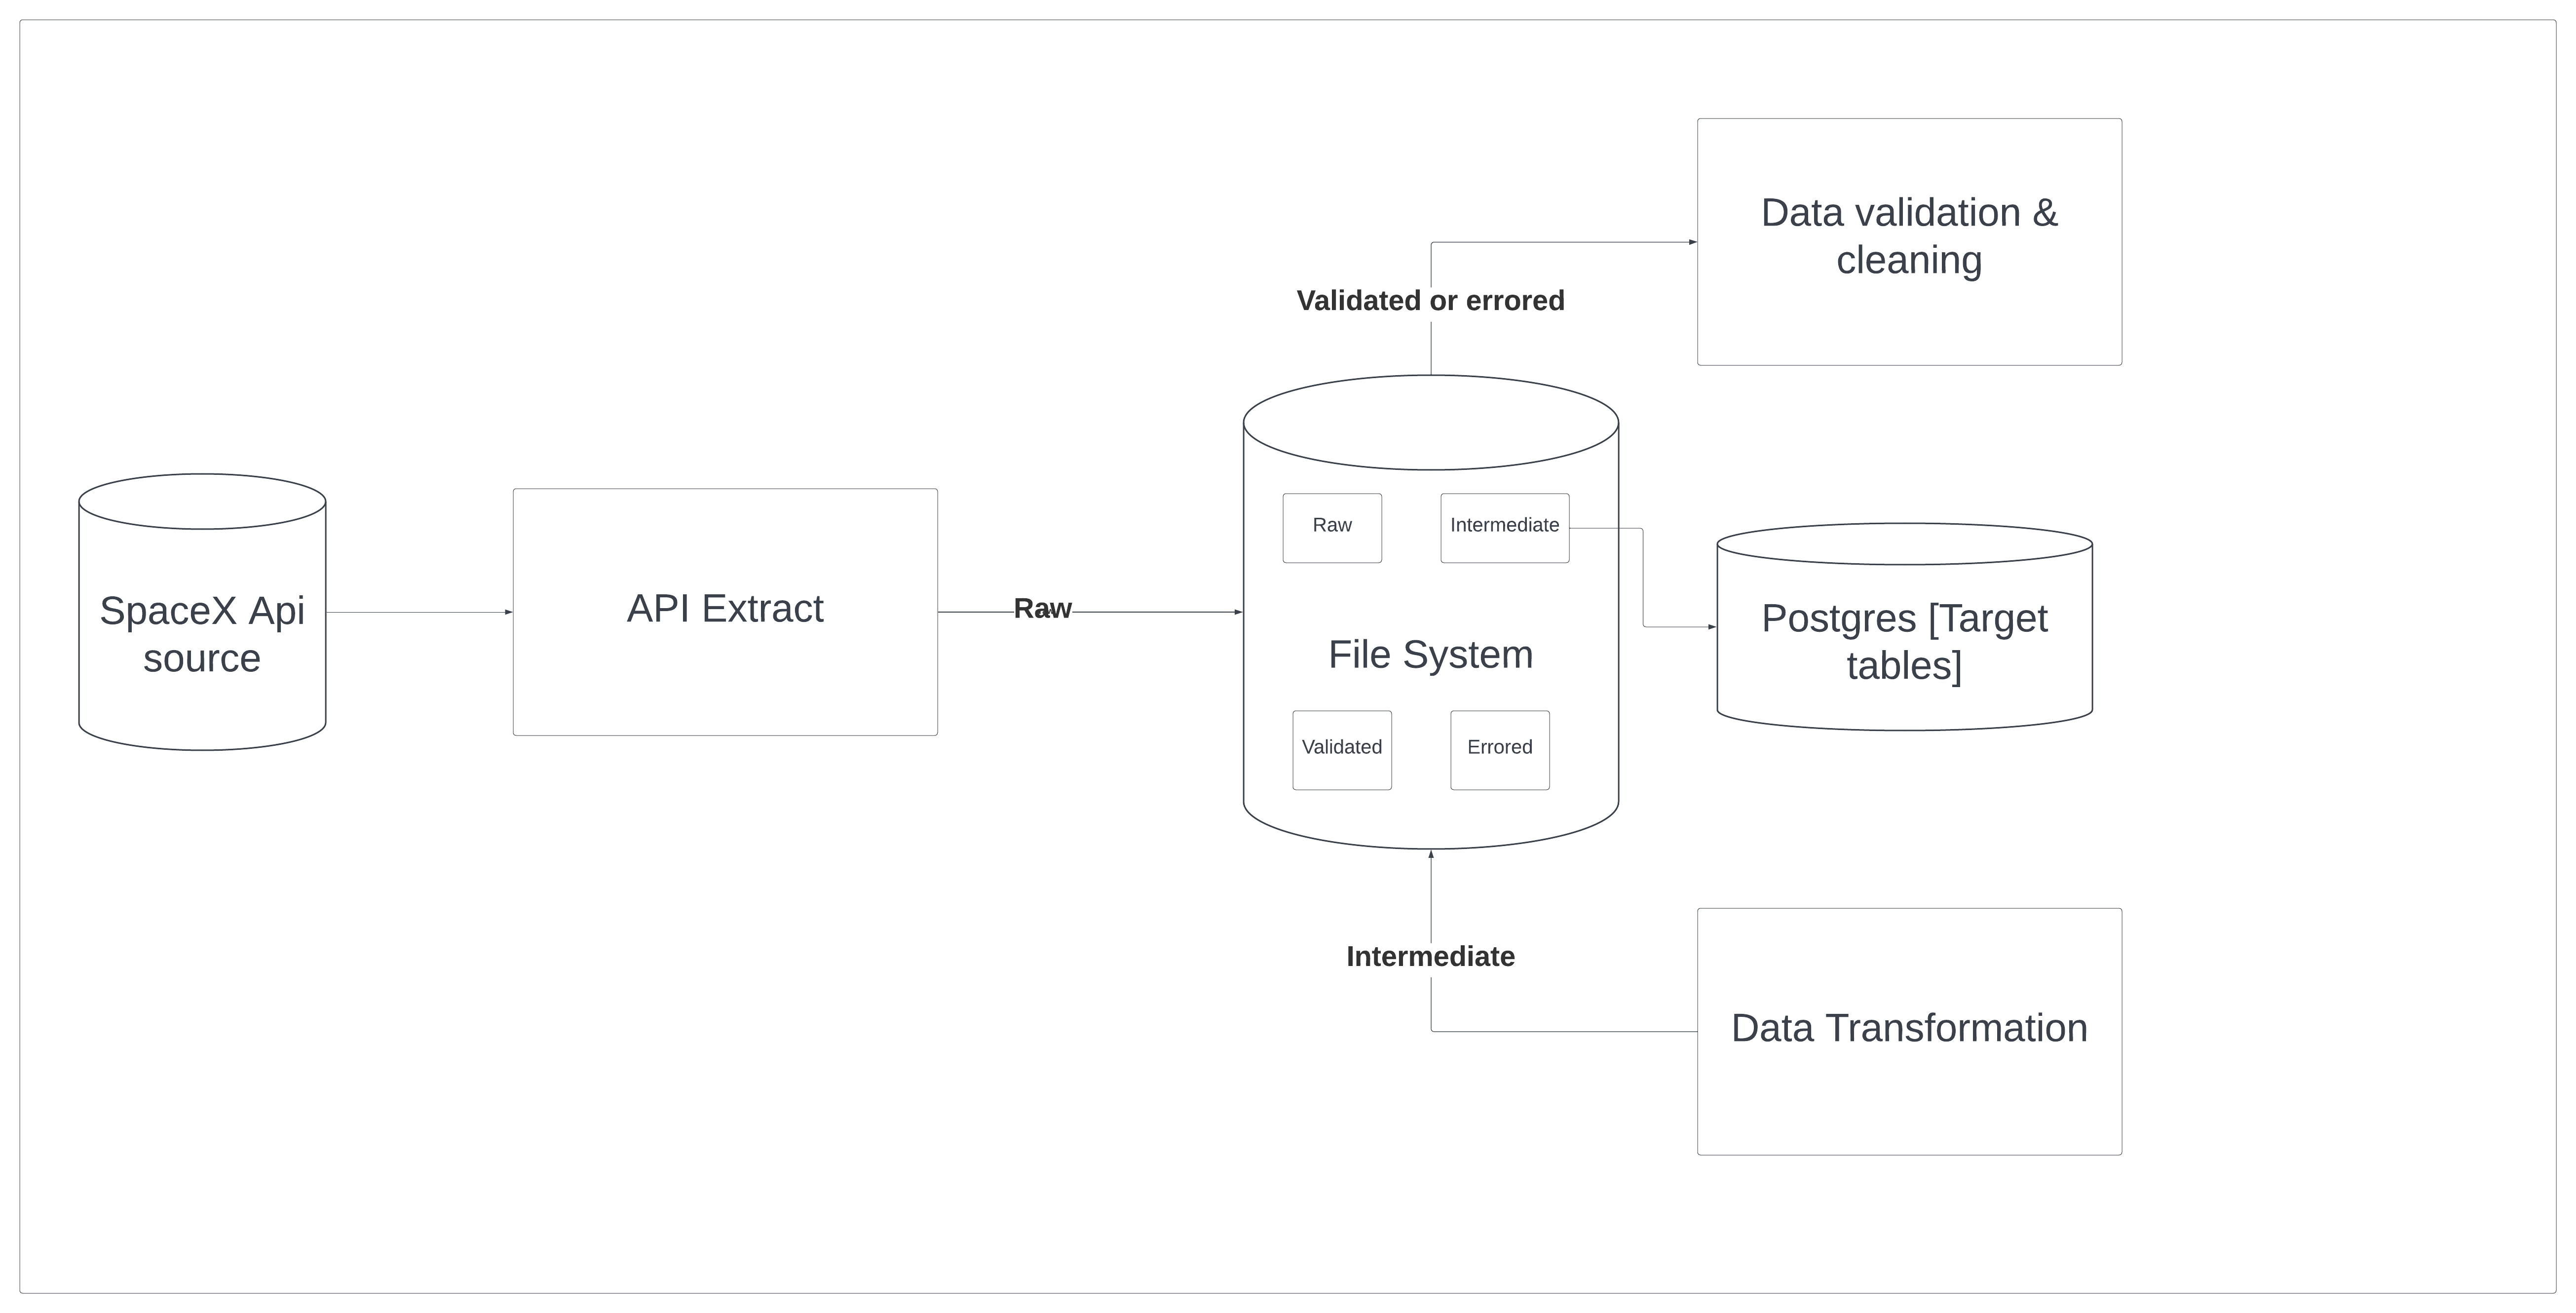 Data validation &
cleaning
Validated or errored
SpaceX Api
source
API Extract
Raw
Raw
Intermediate
File System
Validated
Errored
Postgres [Target
tables]
Intermediate
Data Transformation